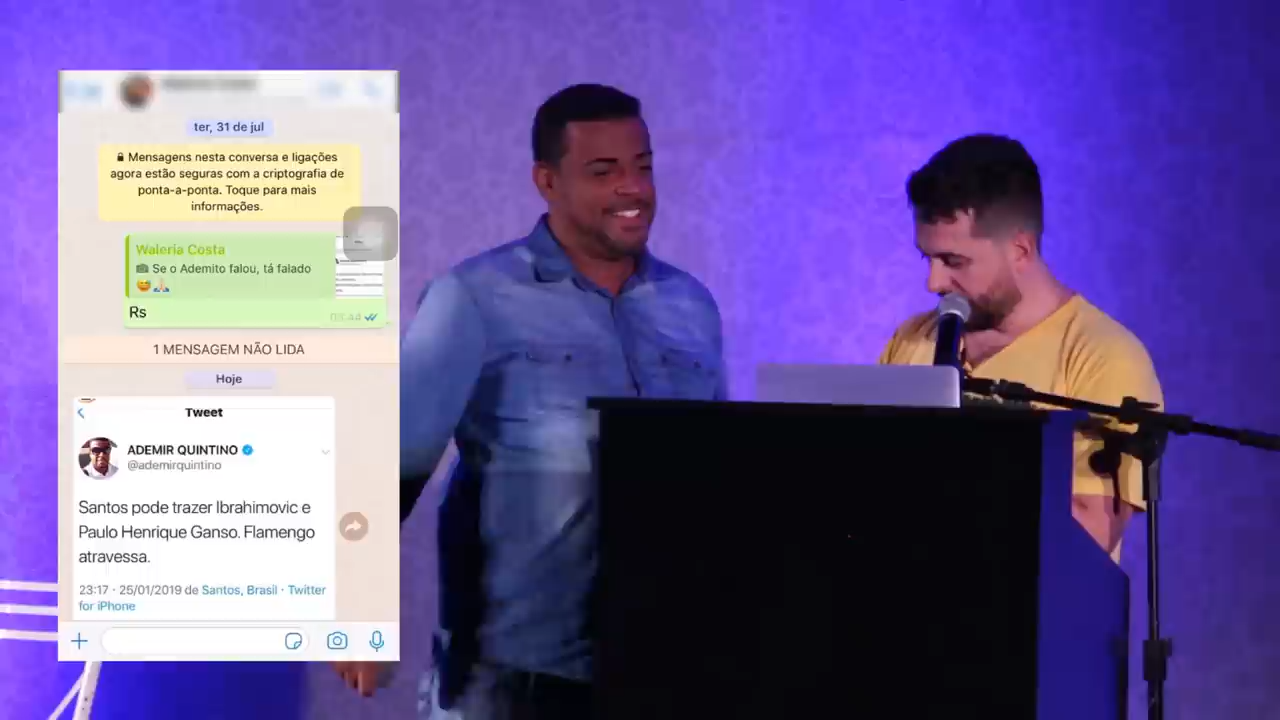 ter, 31 de jul
Mensagens nesta conversa e ligações
agora estão seguras com a criptografia de
ponta-a-ponta. Toque para mais
informações.
Waleria Costa
Se o Ademito falou, tá falado
Rs
1 MENSAGEM NÃO LIDA
Hoje
Tweet
ADEMIR QUINTINO
@ademirquintino
Santos pode trazer Ibrahimovic e
Paulo Henrique Ganso. Flamengo
atravessa.
23:17 · 25/01/2019 de Santos, Brasil · Twitter
for iPhone